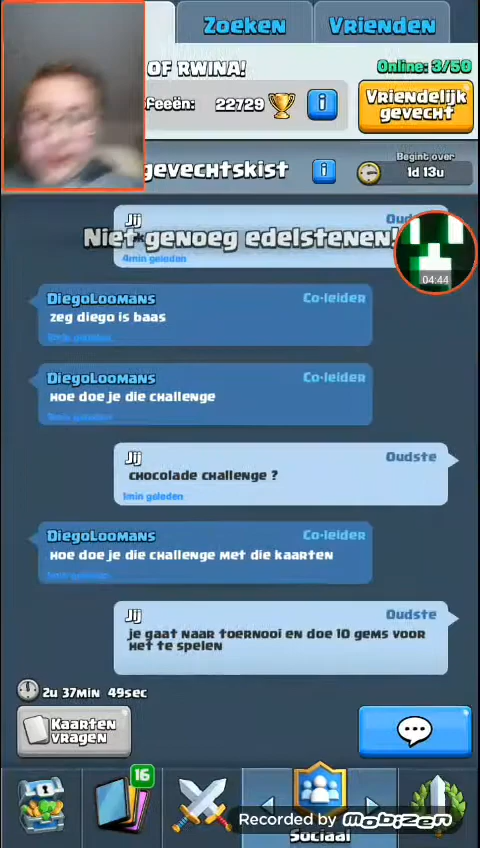 Zoeken
Vrienden
OF RWINA!
Online: 3/50
feeën:
22729
i
Vriendelijk
gevecht
gevechtskist
i
Begint over
1d 13u
Jij
Niet genoeg edelstenen!
4min geleden
04:44
DiegoLoomans
Co-leider
zeg diego is baas
DiegoLoomans
Co-leider
Hoe doe je die challenge
Jij
Oudste
chocolade challenge ?
1min geleden
DiegoLoomans
Co-leider
Hoe doe je die challenge met die kaarten
Jij
Oudste
je gaat naar toernooi en doe 10 gems voor
het te spelen
2u 37min 49sec
Kaarten
vragen
16
Recorded by Mobizen
Sociaal